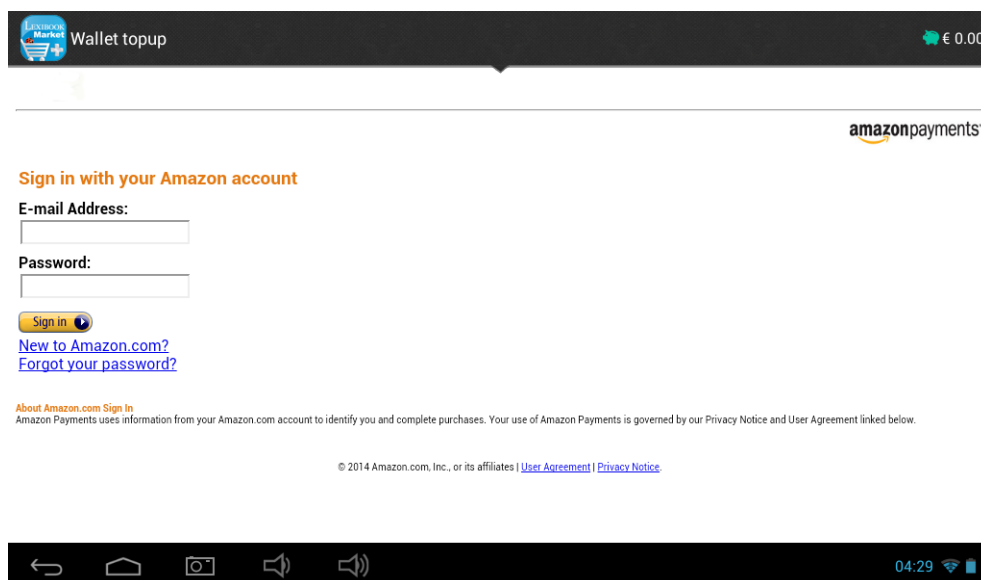 LEXIBOOK
Market
Wallet topup
€ 0.00
amazonpayments
Sign in with your Amazon account
E-mail Address:
Password:
Sign in
New to Amazon.com?
Forgot your password?
About Amazon.com Sign In
Amazon Payments uses information from your Amazon.com account to identify you and complete purchases. Your use of Amazon Payments is governed by our Privacy Notice and User Agreement linked below.
© 2014 Amazon.com, Inc., or its affiliates | User Agreement | Privacy Notice.
04:29